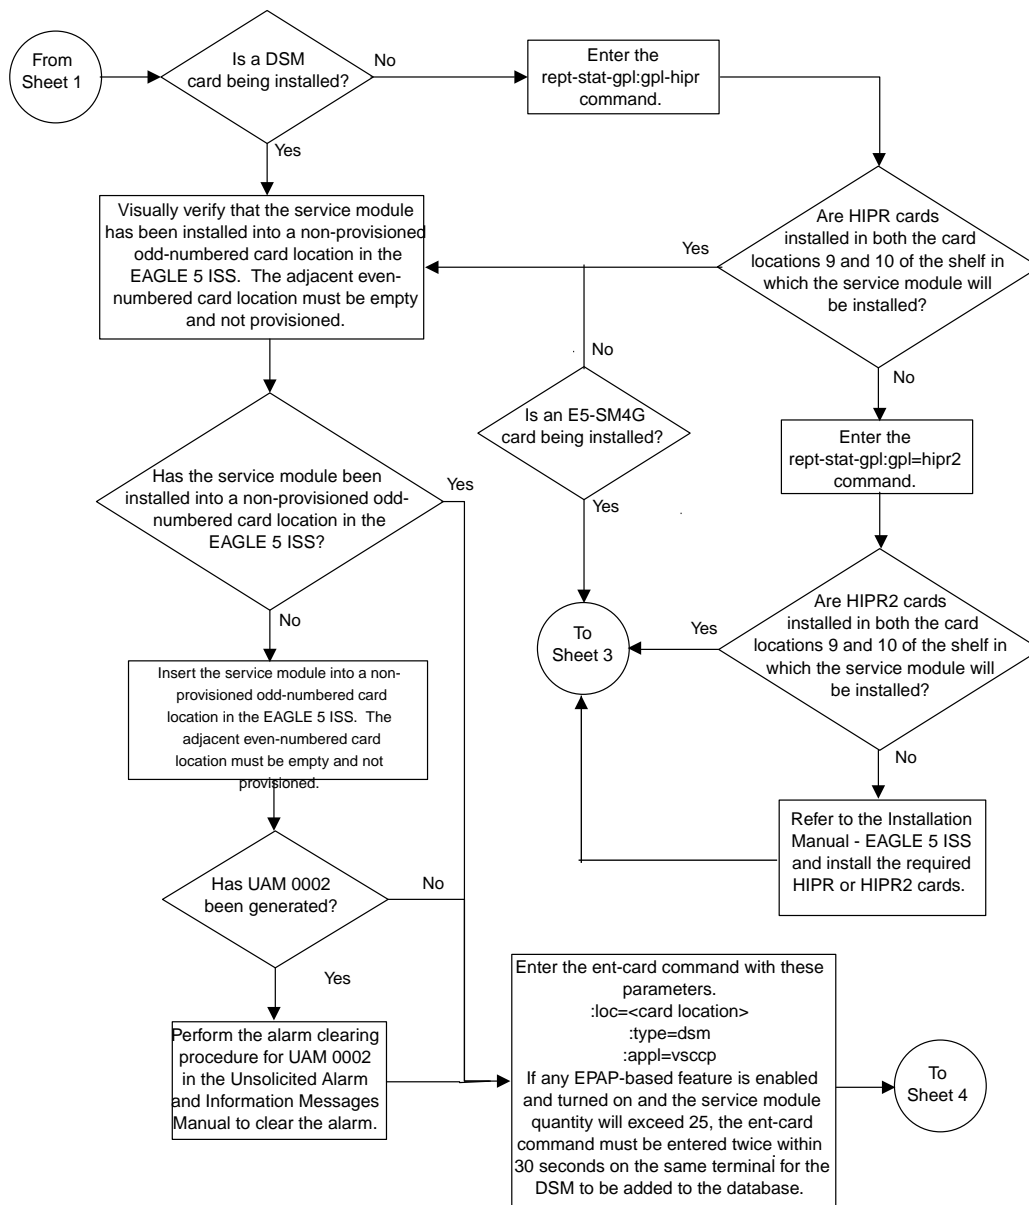 From
Sheet 1
Is a DSM
card being installed?
No
Enter the
rept-stat-gpl:gpl-hipr
command.
Yes
Visually verify that the service module
has been installed into a non-provisioned
odd-numbered card location in the
EAGLE 5 ISS.  The adjacent even-
numbered card location must be empty
and not provisioned.
Yes
Are HIPR cards
installed in both the card
locations 9 and 10 of the shelf in
which the service module will
be installed?
No
No
Is an E5-SM4G
card being installed?
Yes
Enter the
rept-stat-gpl:gpl=hipr2
command.
Has the service module been
installed into a non-provisioned odd-
numbered card location in the
EAGLE 5 ISS?
Yes
No
To
Sheet 3
Yes
Are HIPR2 cards
installed in both the card
locations 9 and 10 of the shelf in
which the service module will
be installed?
No
Insert the service module into a non-
provisioned odd-numbered card
location in the EAGLE 5 ISS.  The
adjacent even-numbered card
location must be empty and not
provisioned.
Refer to the Installation
Manual - EAGLE 5 ISS
and install the required
HIPR or HIPR2 cards.
Has UAM 0002
been generated?
No
Yes
Perform the alarm clearing
procedure for UAM 0002
in the Unsolicited Alarm
and Information Messages
Manual to clear the alarm.
Enter the ent-card command with these
parameters.
:loc=<card location>
:type=dsm
:appl=vsccp
If any EPAP-based feature is enabled
and turned on and the service module
quantity will exceed 25, the ent-card
command must be entered twice within
30 seconds on the same terminal for the
DSM to be added to the database.
To
Sheet 4